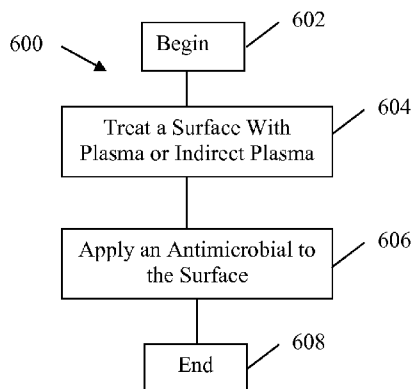 602
Begin
600
604
Treat a Surface With
Plasma or Indirect Plasma
606
Apply an Antimicrobial to
the Surface
608
End